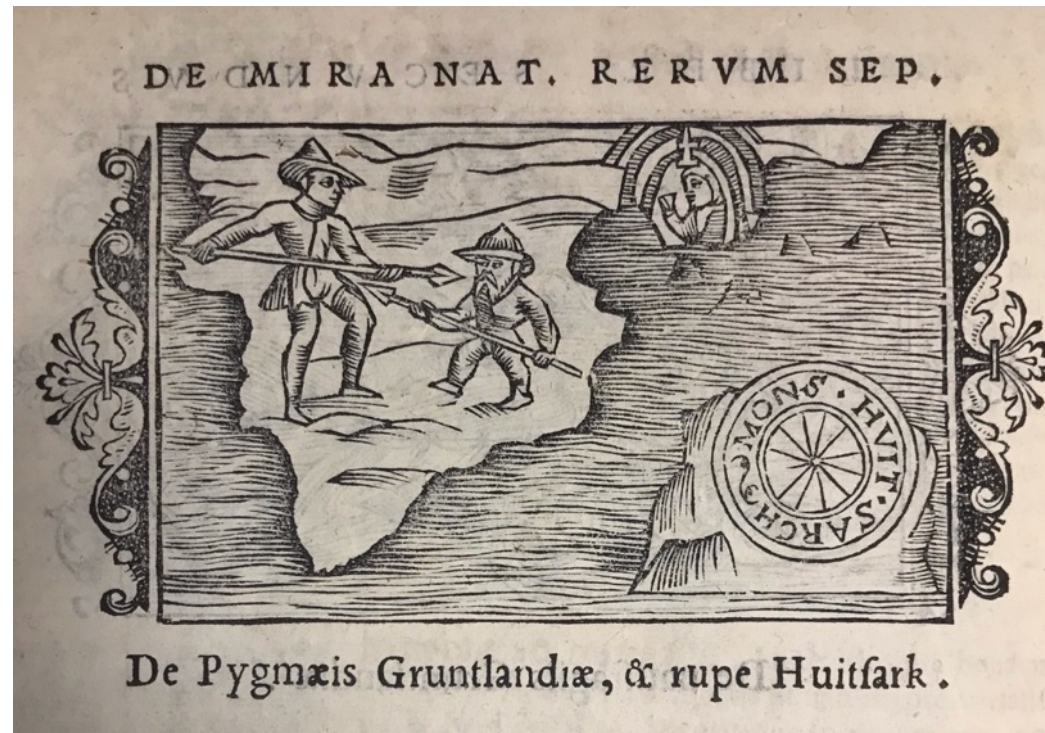 DE MIRA NAT. RERVM SEP.
MONS · HVIT · SARCH
De Pygmæis Gruntlandiæ, & rupe Huitſark.